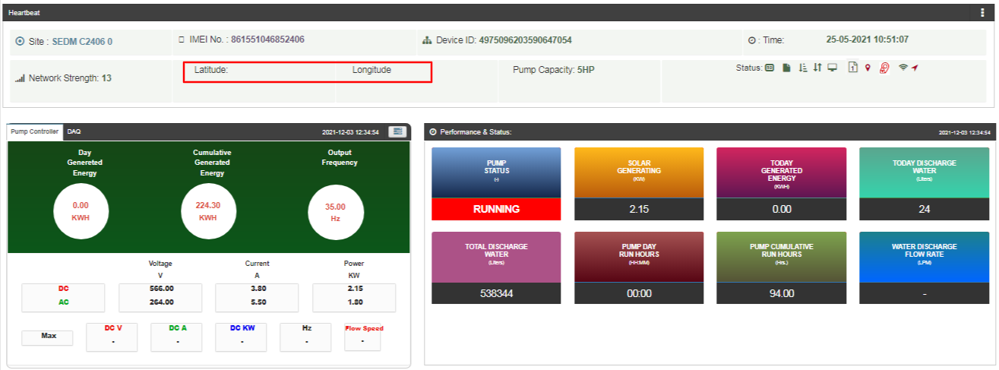 Heartbeat
Site : SEDM C2406 0
IMEI No. : 861551046852406
Device ID: 4975096203590647054
: Time: 25-05-2021 10:51:07
Network Strength: 13
Latitude:
Longitude
Pump Capacity: 5HP
Status:
1
Pump Controller DAQ 2021-12-03 12:34:54
Day
Genereted
Energy
0.00
KWH
Cumulative
Generated
Energy
224.30
KWH
Output
Frequency
35.00
Hz
Voltage Current Power
V A KW
DC 566.00 3.80 2.15
AC 264.00 5.50 1.80
Max
DC V
-
DC A
-
DC KW
-
Hz
-
Flow Speed
-
Performance & Status: 2021-12-03 12:34:54
PUMP
STATUS
(-)
RUNNING
SOLAR
GENERATING
(KW)
2.15
TODAY
GENERATED
ENERGY
(KWH)
0.00
TODAY DISCHARGE
WATER
(Liters)
24
TOTAL DISCHARGE
WATER
(Liters)
538344
PUMP DAY
RUN HOURS
(HH:MM)
00:00
PUMP CUMULATIVE
RUN HOURS
(Hrs.)
94.00
WATER DISCHARGE
FLOW RATE
(LPM)
-